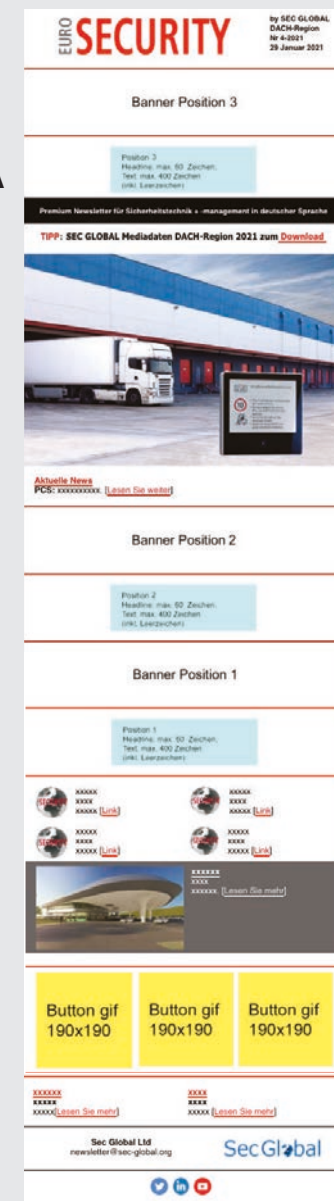 EURO SECURITY
by SEC GLOBAL
DACH-Region
Nr 4-2021
29 Januar 2021
Banner Position 3
Position 3
Headline: max. 60 Zeichen,
Text: max. 400 Zeichen
(inkl. Leerzeichen)
Premium Newsletter für Sicherheitstechnik + -management in deutscher Sprache
TIPP: SEC GLOBAL Mediadaten DACH-Region 2021 zum Download
Aktuelle News
PCS: xxxxxxxxxx. [Lesen Sie weiter]
Banner Position 2
Position 2
Headline: max. 60 Zeichen,
Text: max. 400 Zeichen
(inkl. Leerzeichen)
Banner Position 1
Position 1
Headline: max. 60 Zeichen,
Text: max. 400 Zeichen
(inkl. Leerzeichen)
xxxxx
xxxx
xxxxx [Link]
xxxxx
xxxx
xxxxx [Link]
xxxxx
xxxx
xxxxx [Link]
xxxxx
xxxx
xxxxx [Link]
xxxxxx
xxxx
xxxxxx. [Lesen Sie mehr]
Button gif
190x190
Button gif
190x190
Button gif
190x190
xxxxxx
xxxxx
xxxxx[Lesen Sie mehr]
xxxx
xxxx
xxxxx [Lesen Sie mehr]
Sec Global Ltd
newsletter@sec-global.org
SecGlobal